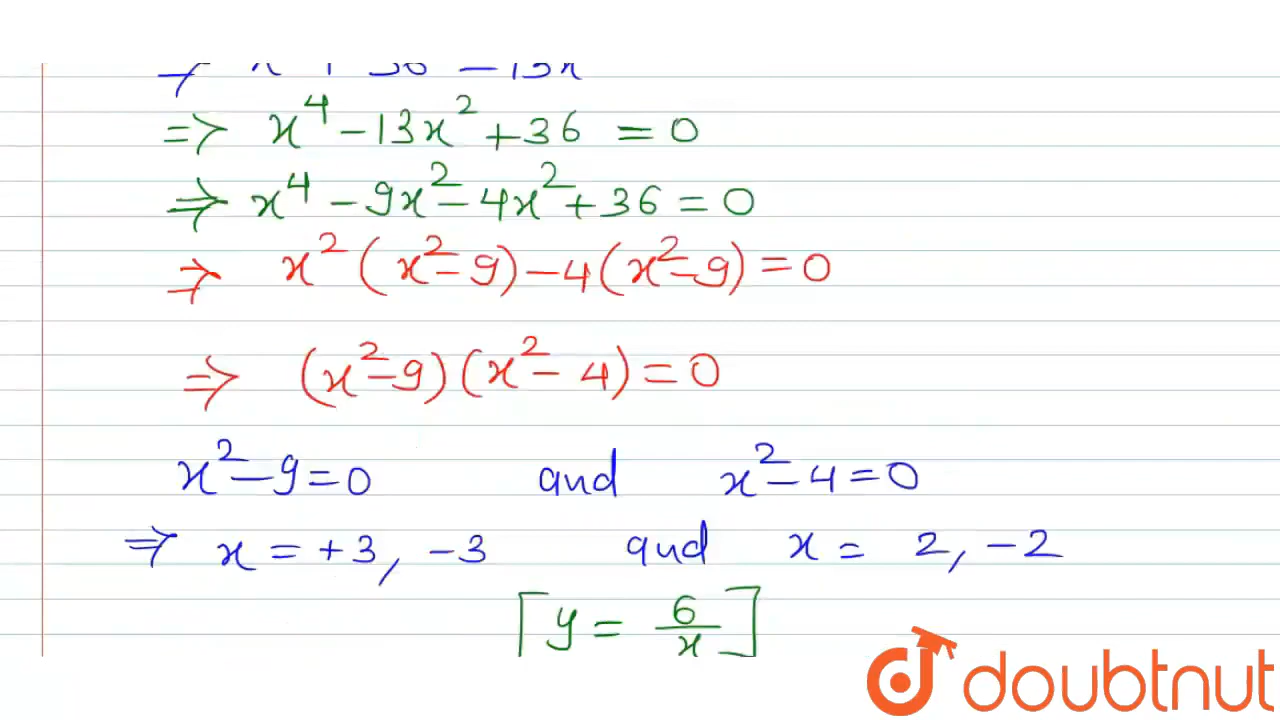 ⇒ x⁴ - 13x² + 36 = 0
⇒ x⁴ - 9x² - 4x² + 36 = 0
⇒ x² (x² - 9) - 4 (x² - 9) = 0
⇒ (x² - 9) (x² - 4) = 0
x² - 9 = 0 and x² - 4 = 0
⇒ x = +3, -3 and x = 2, -2
[y = 6/x]
doubtnut